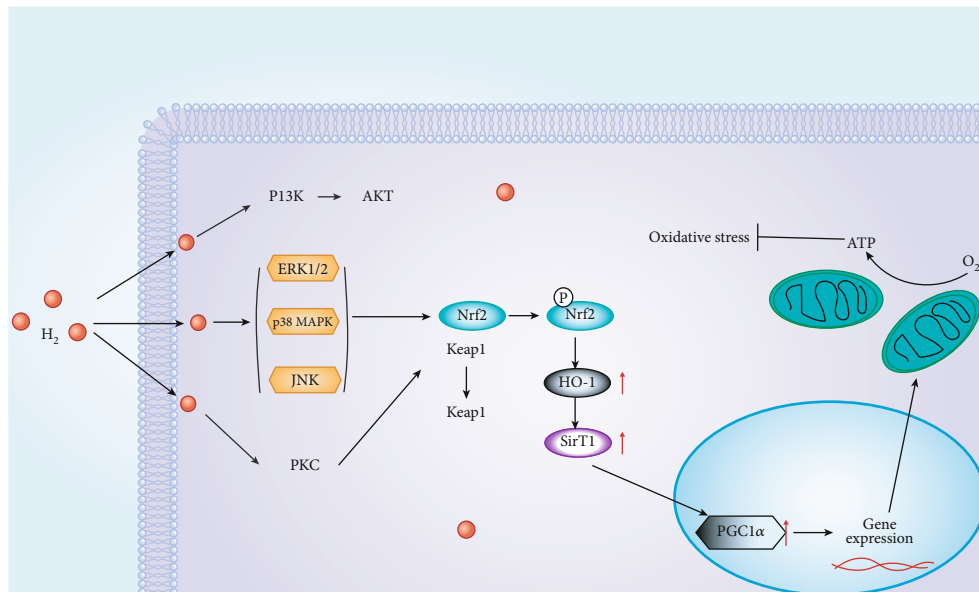 P13K
AKT
ERK1/2
p38 MAPK
JNK
PKC
H2
Nrf2
Keap1
Keap1
P
Nrf2
HO-1
SirT1
Oxidative stress
ATP
O2
PGC1α
Gene
expression